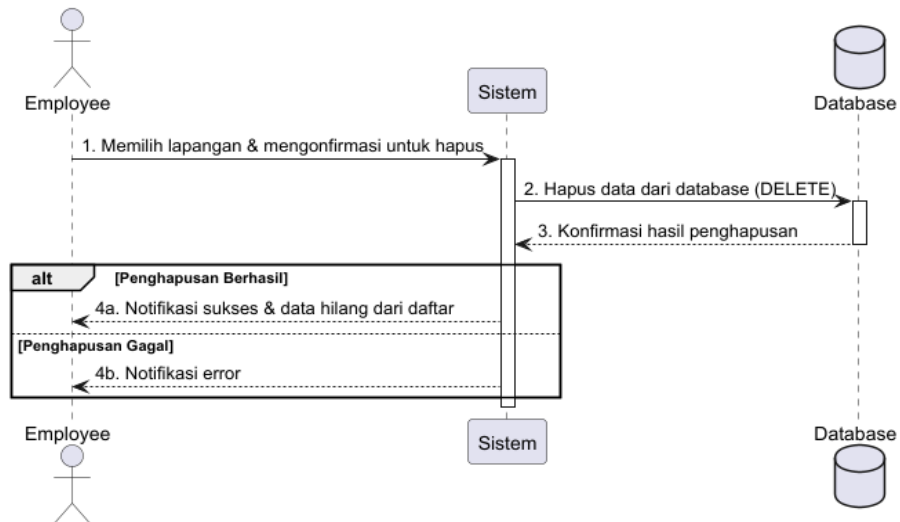 Employee
Sistem
Database
1. Memilih lapangan & mengonfirmasi untuk hapus
2. Hapus data dari database (DELETE)
3. Konfirmasi hasil penghapusan
alt
[Penghapusan Berhasil]
4a. Notifikasi sukses & data hilang dari daftar
[Penghapusan Gagal]
4b. Notifikasi error
Employee
Sistem
Database